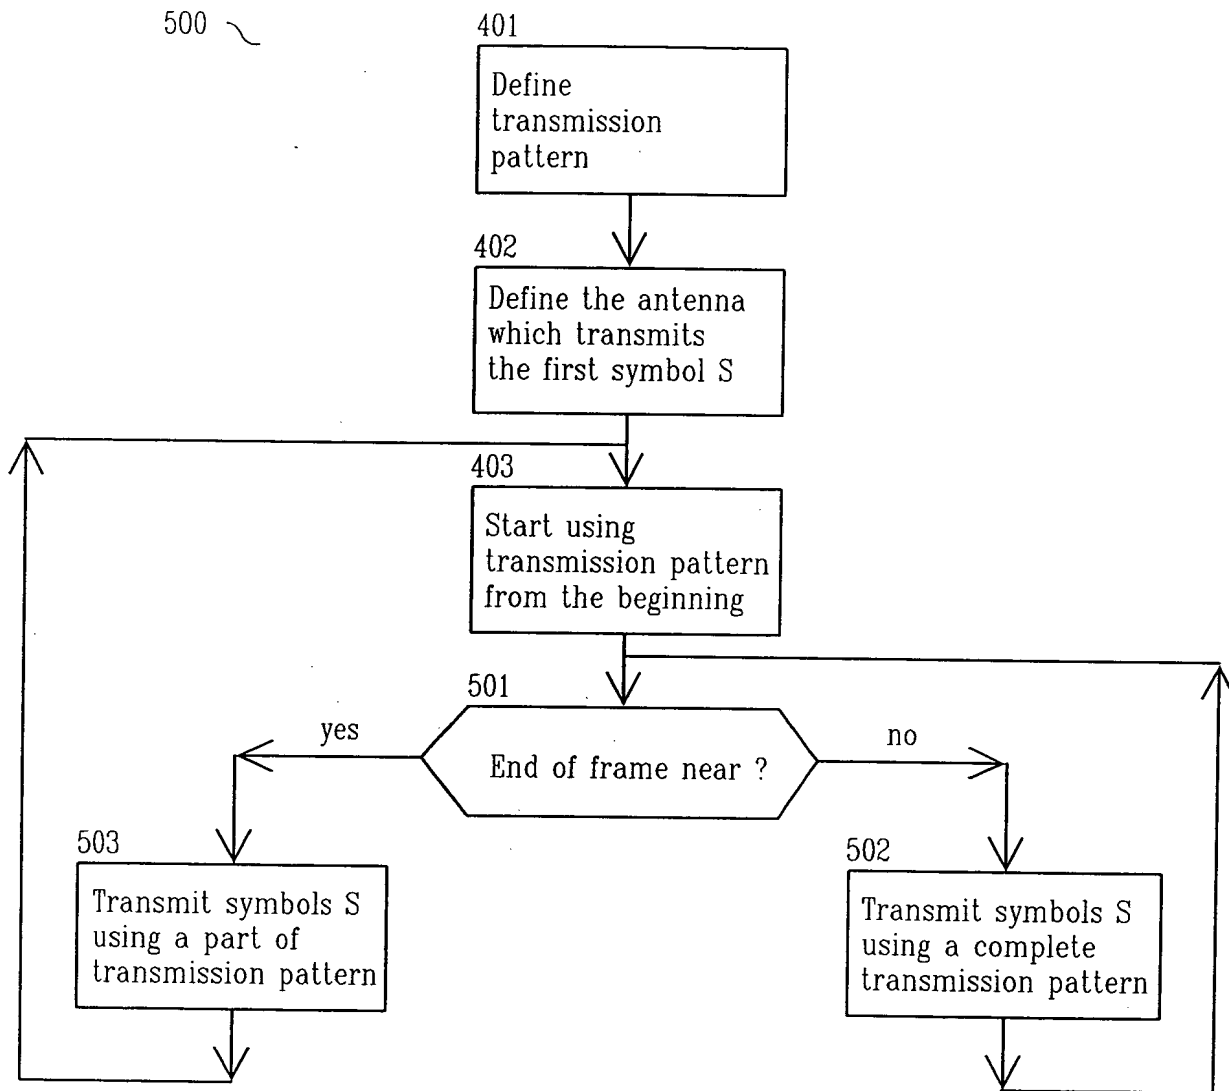 500
401
Define
transmission
pattern
402
Define the antenna
which transmits
the first symbol S
403
Start using
transmission pattern
from the beginning
501
yes
End of frame near ?
no
503
Transmit symbols S
using a part of
transmission pattern
502
Transmit symbols S
using a complete
transmission pattern